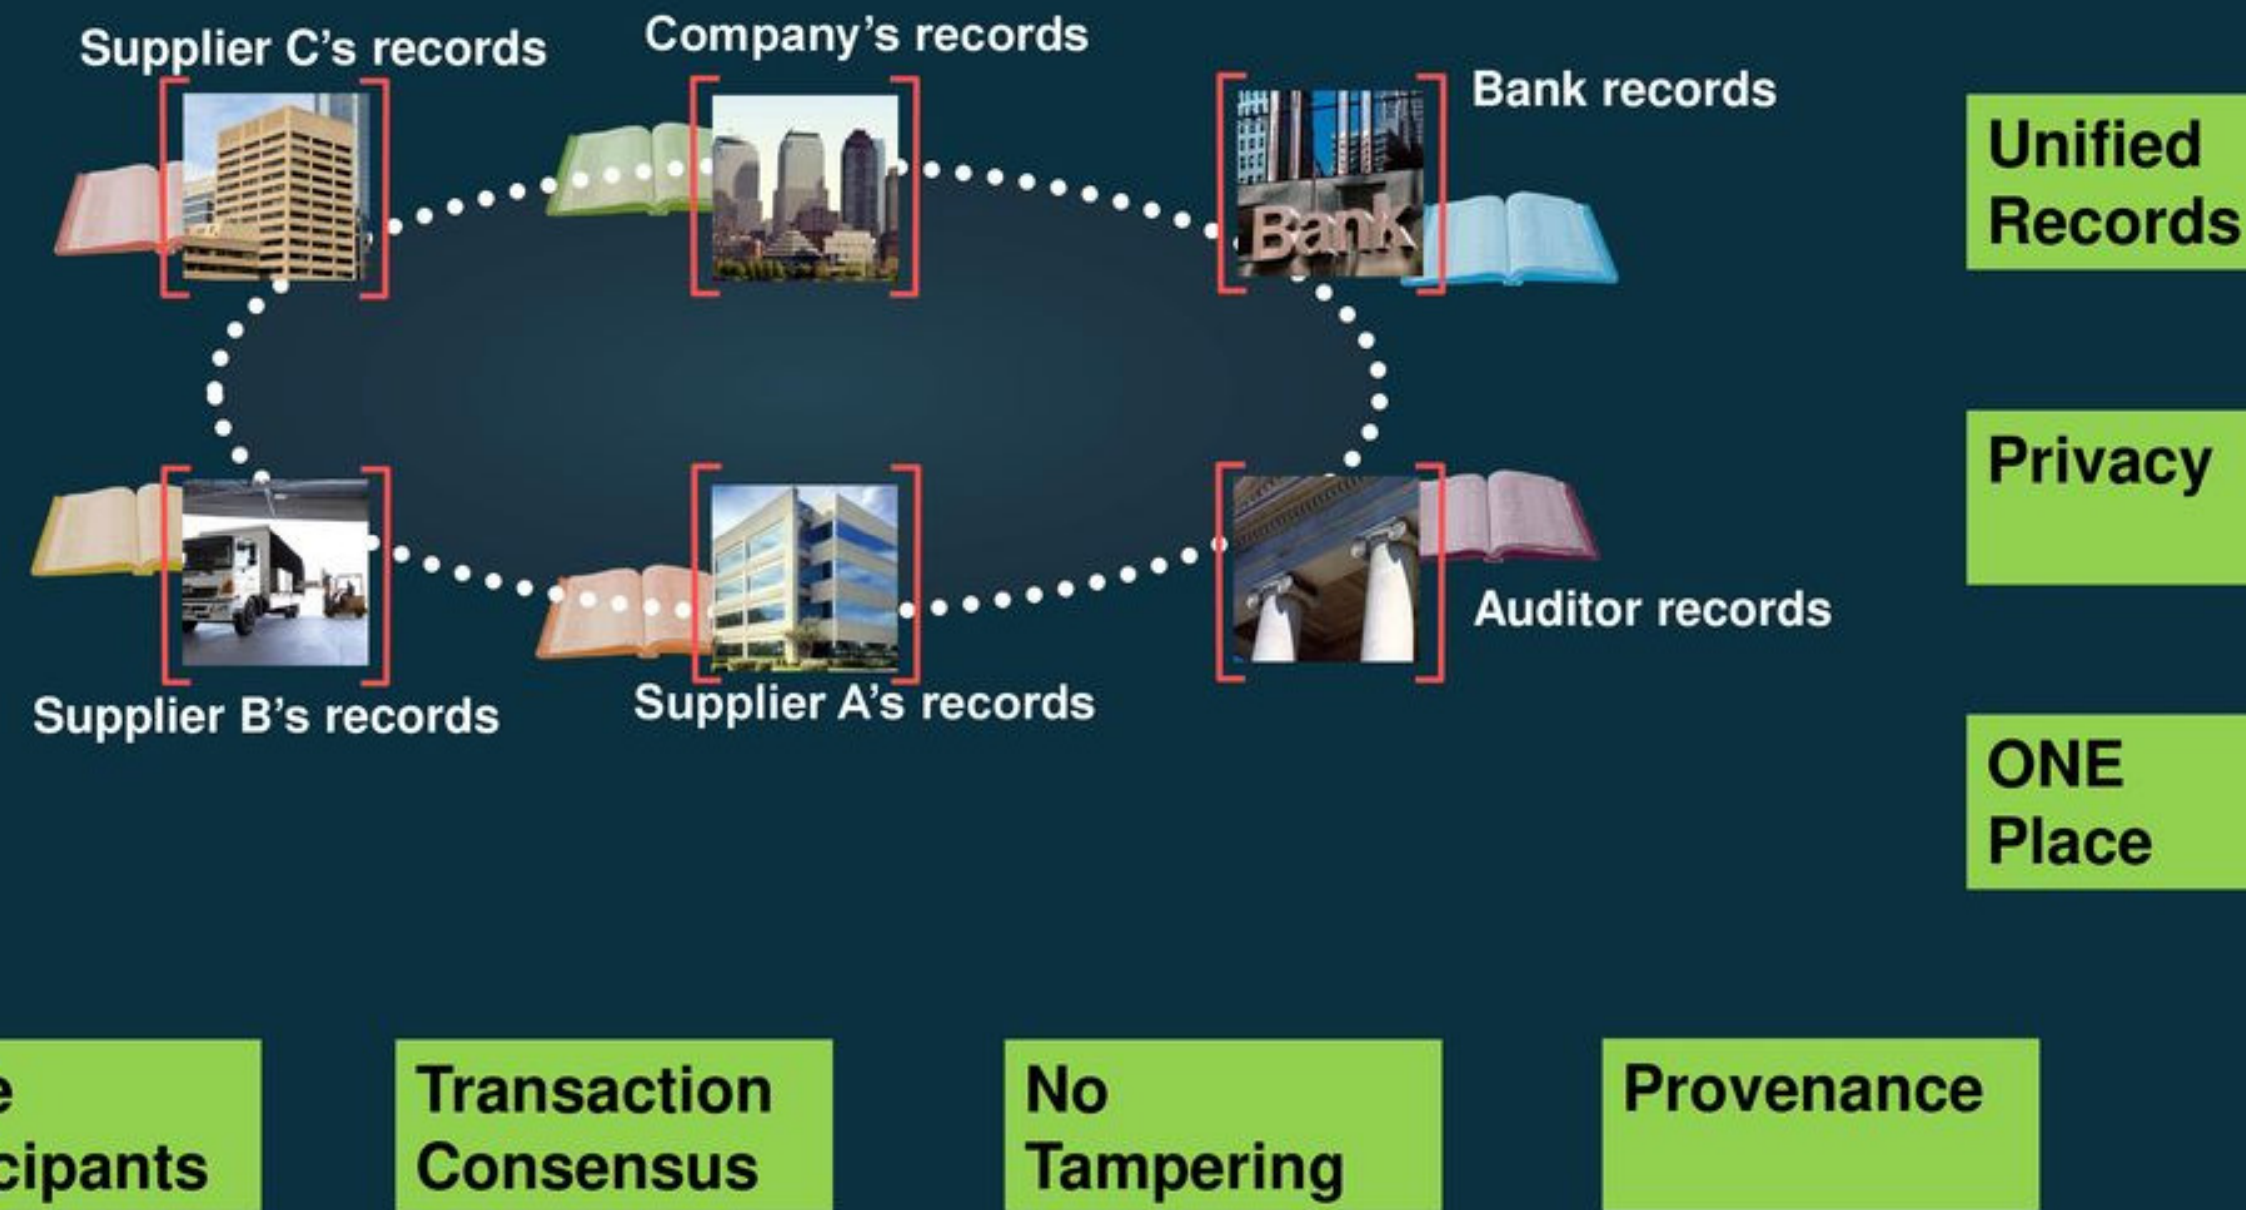 Supplier C's records
Company's records
Bank records
Unified
Records
Bank
Privacy
Auditor records
Supplier B's records
Supplier A's records
ONE
Place
e
cipants
Transaction
Consensus
No
Tampering
Provenance